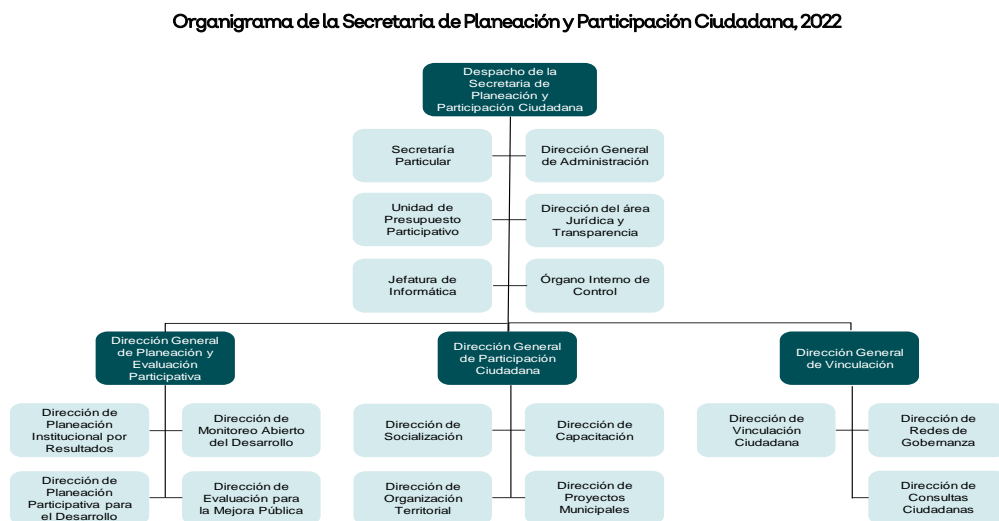 Organigrama de la Secretaria de Planeación y Participación Ciudadana, 2022
Despacho de la
Secretaria de
Planeación y
Participación Ciudadana
Secretaría
Particular
Dirección General
de Administración
Unidad de
Presupuesto
Participativo
Dirección del área
Jurídica y
Transparencia
Jefatura de
Informática
Órgano Interno de
Control
Dirección General
de Planeación y
Evaluación
Participativa
Dirección General
de Participación
Ciudadana
Dirección General
de Vinculación
Dirección de
Planeación
Institucional por
Resultados
Dirección de
Monitoreo Abierto
del Desarrollo
Dirección de
Socialización
Dirección de
Capacitación
Dirección de
Vinculación
Ciudadana
Dirección de
Redes de
Gobernanza
Dirección de
Planeación
Participativa para
el Desarrollo
Dirección de
Evaluación para
la Mejora Pública
Dirección de
Organización
Territorial
Dirección de
Proyectos
Municipales
Dirección de
Consultas
Ciudadanas